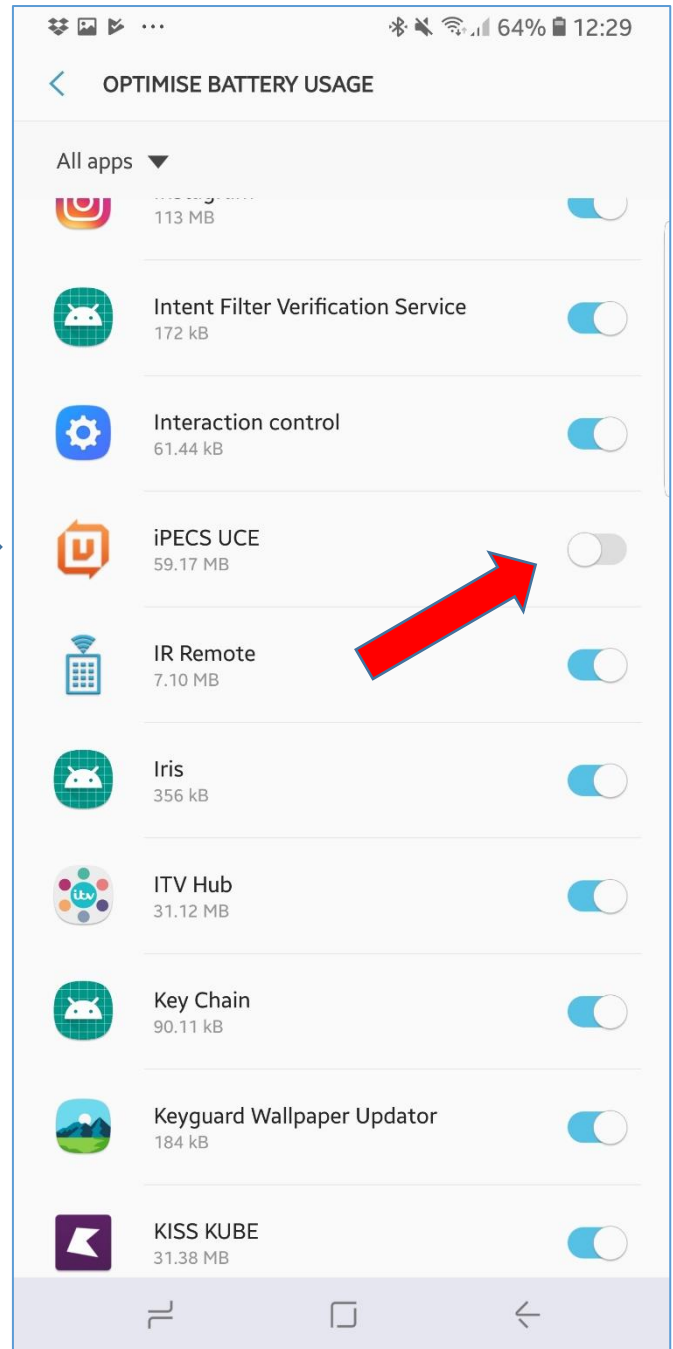 64% 12:29
OPTIMISE BATTERY USAGE
All apps
113 MB
Intent Filter Verification Service
172 kB
Interaction control
61.44 kB
iPECS UCE
59.17 MB
IR Remote
7.10 MB
Iris
356 kB
itv
ITV Hub
31.12 MB
Key Chain
90.11 kB
Keyguard Wallpaper Updator
184 kB
KISS KUBE
31.38 MB